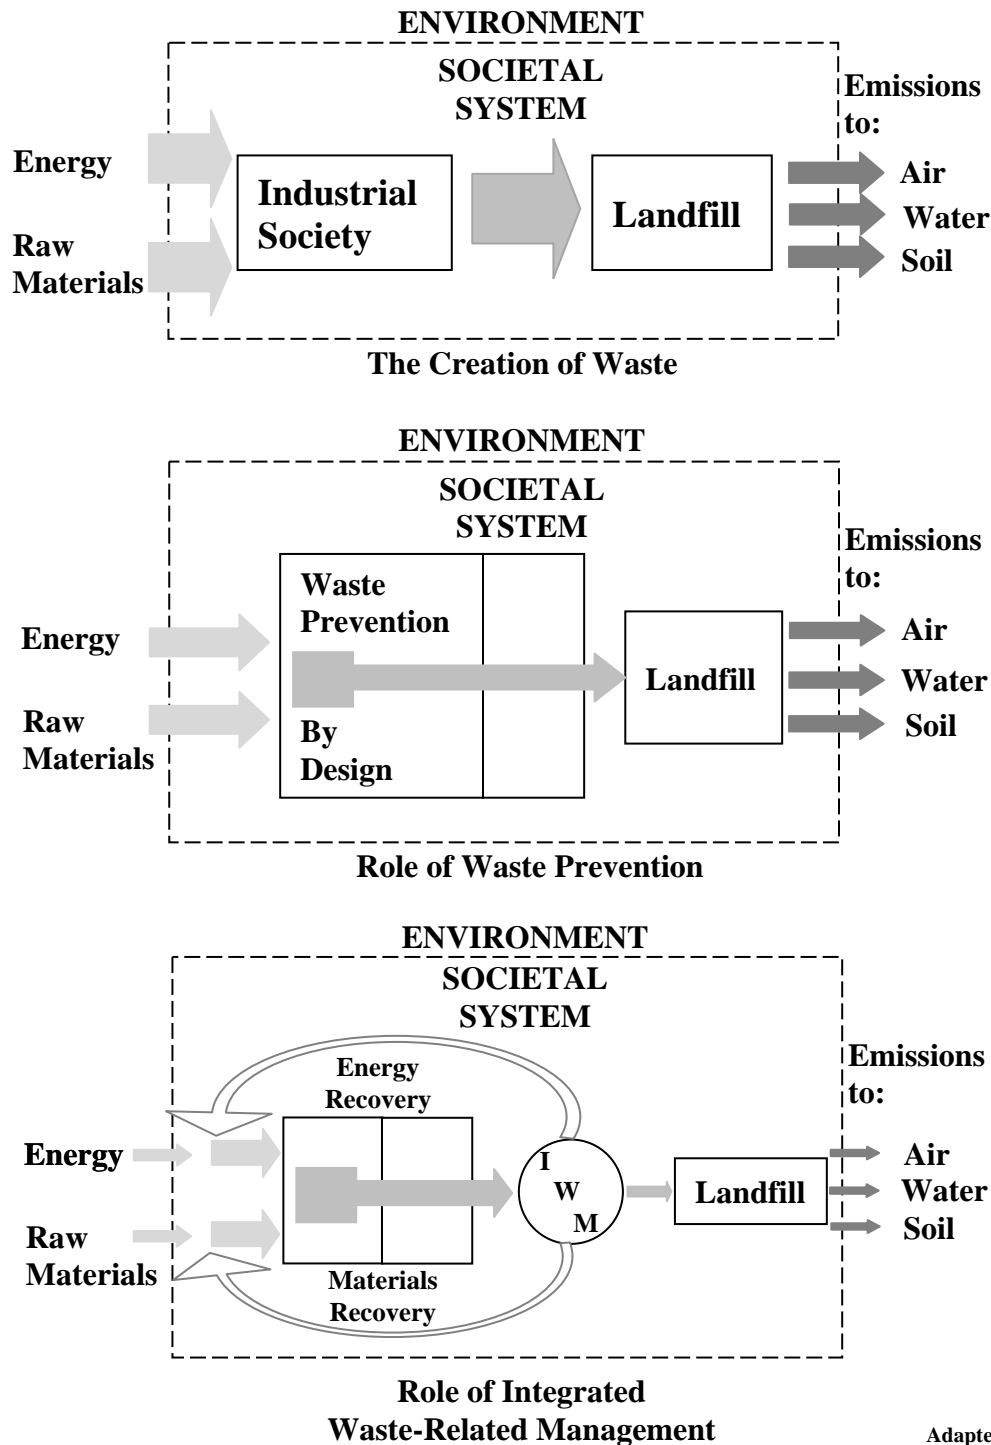 ENVIRONMENT
SOCIETAL
SYSTEM
Emissions
to:
Energy
Raw
Materials
Industrial
Society
Landfill
Air
Water
Soil
The Creation of Waste
ENVIRONMENT
SOCIETAL
SYSTEM
Emissions
to:
Waste
Prevention
By
Design
Energy
Raw
Materials
Landfill
Air
Water
Soil
Role of Waste Prevention
ENVIRONMENT
SOCIETAL
SYSTEM
Emissions
to:
Energy
Recovery
Energy
Raw
Materials
I
W
M
Landfill
Air
Water
Soil
Materials
Recovery
Role of Integrated
Waste-Related Management
Adapte